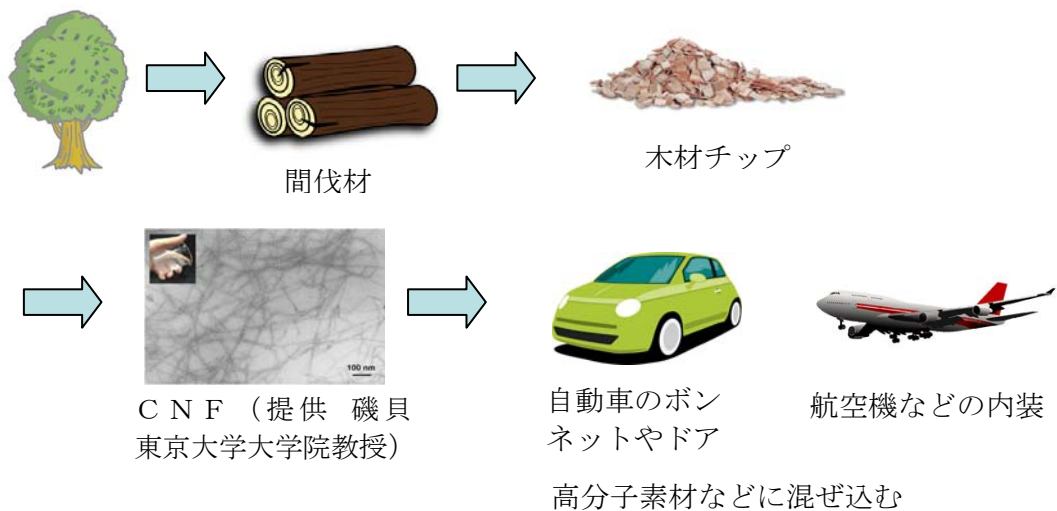 間伐材
木材チップ
100 nm
ＣＮＦ（提供 磯貝
東京大学大学院教授）
自動車のボン
ネットやドア
航空機などの内装
高分子素材などに混ぜ込む